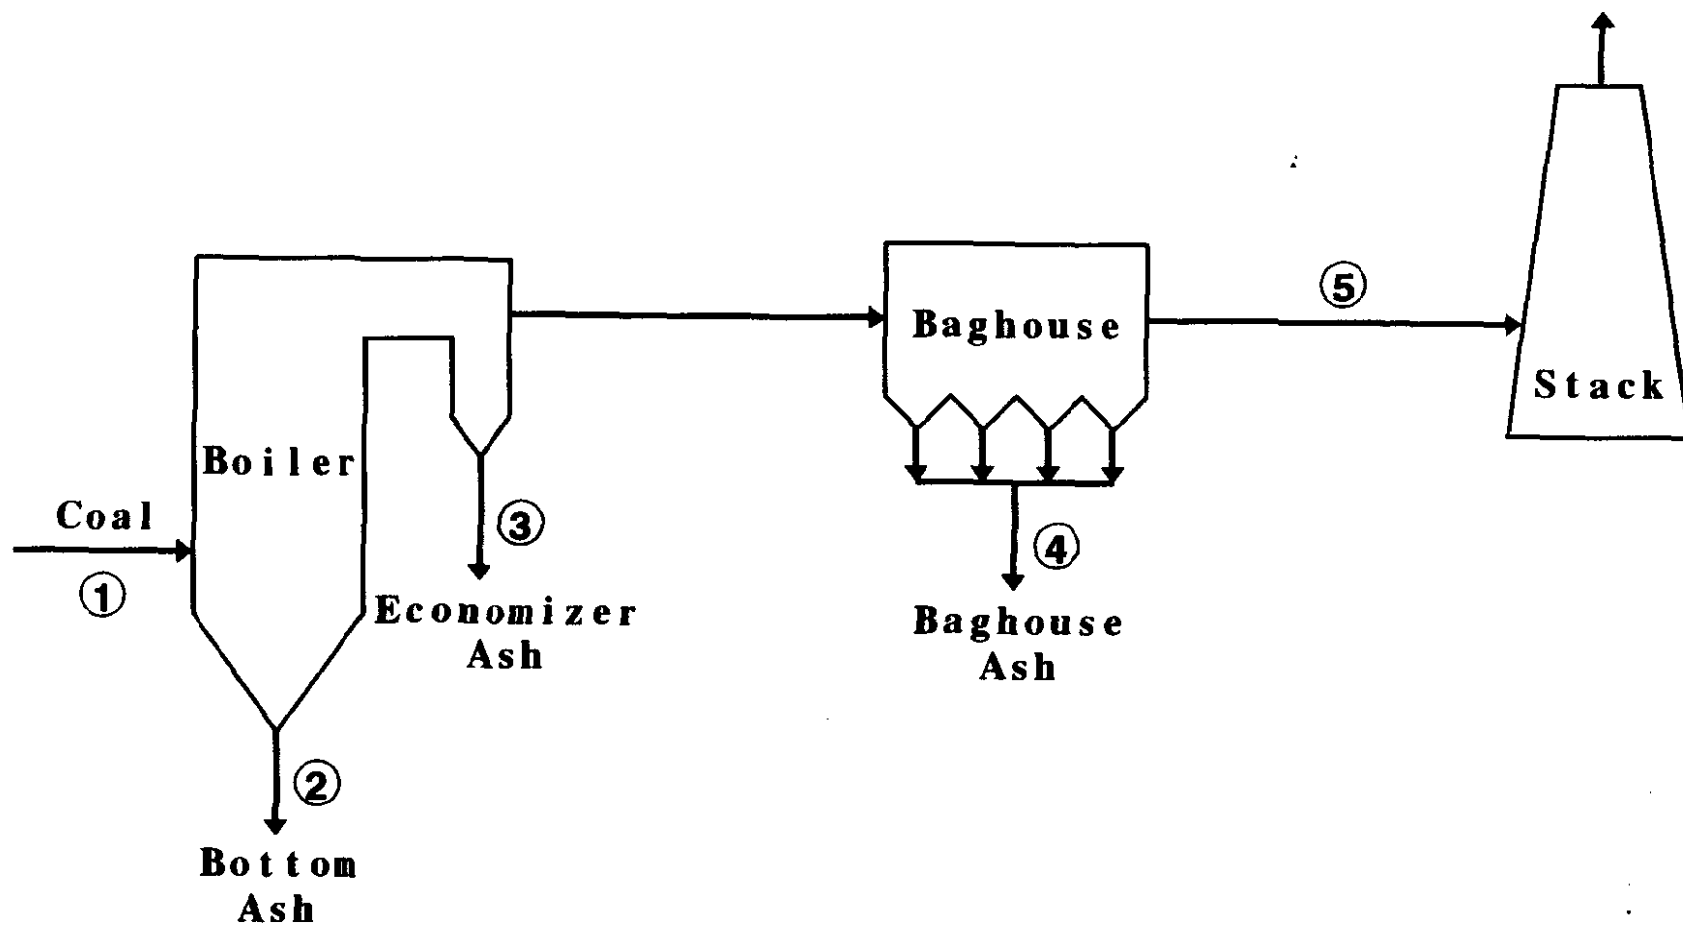 Coal
①
Boiler
②
Bottom
Ash
③
Economizer
Ash
Baghouse
④
Baghouse
Ash
⑤
Stack